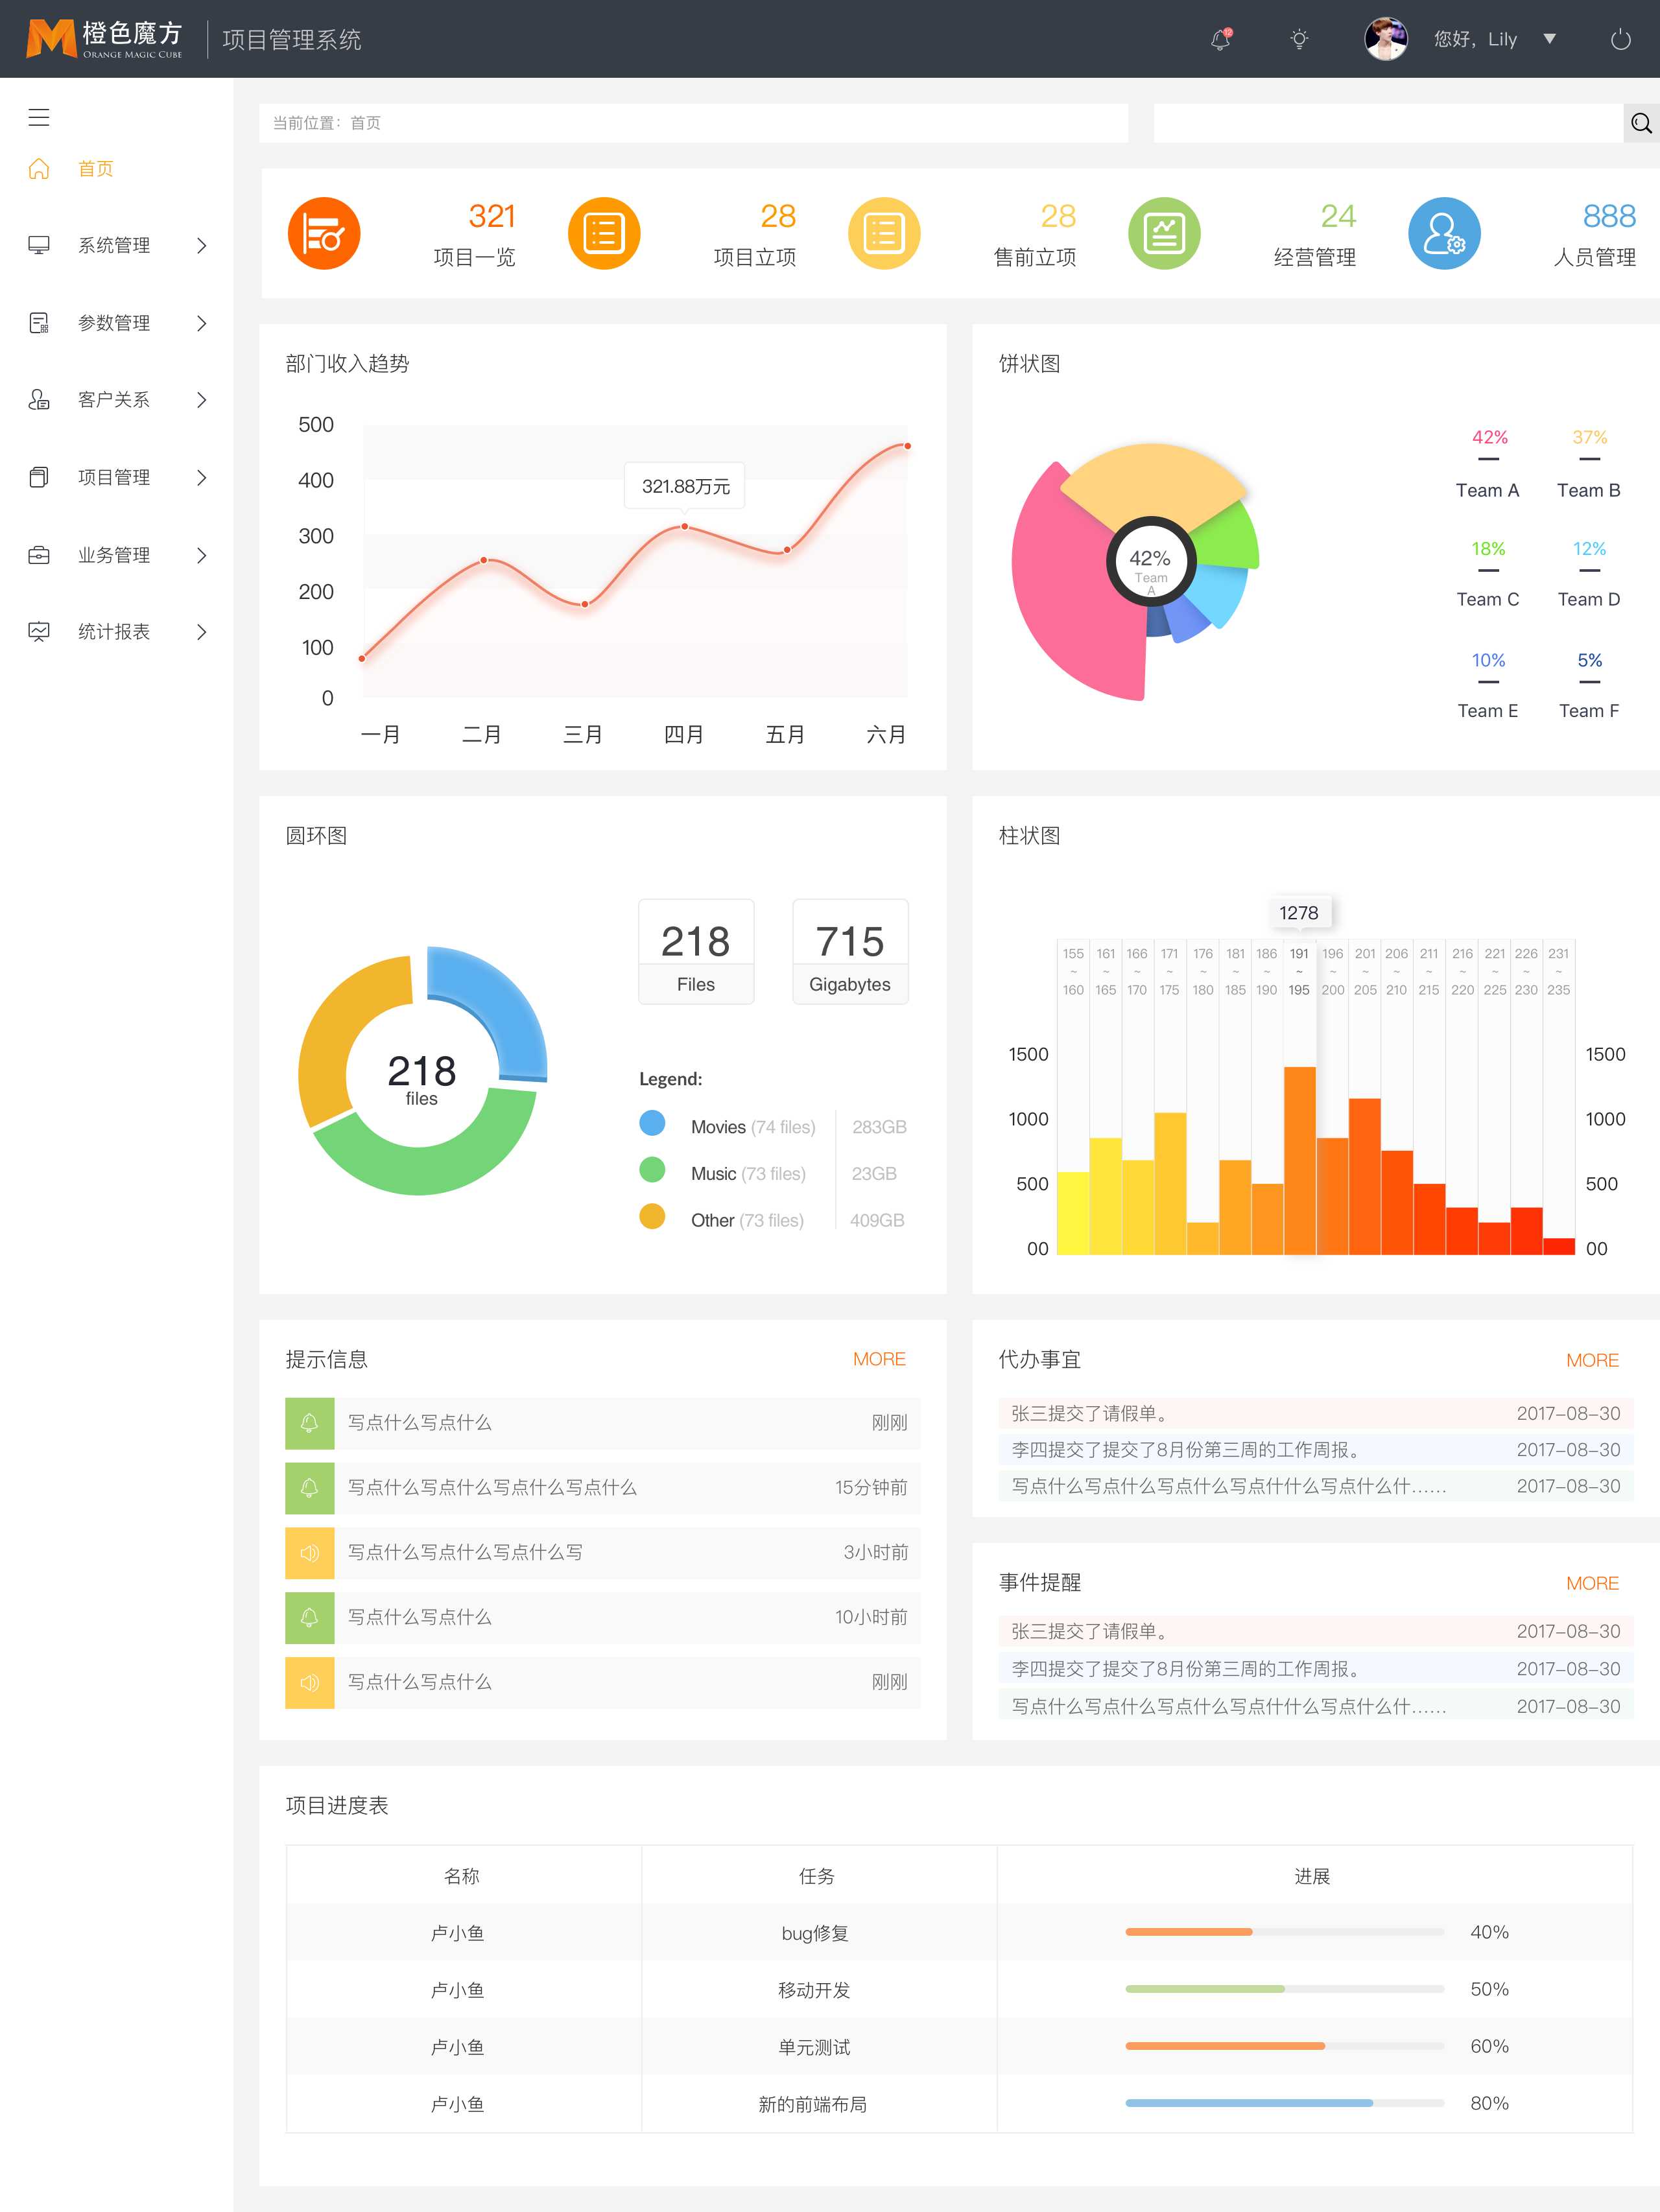 橙色魔方
ORANGE MAGIC CUBE
项目管理系统
12
您好，Lily
当前位置：首页
首页
系统管理
参数管理
客户关系
项目管理
业务管理
统计报表
321
项目一览
28
项目立项
28
售前立项
24
经营管理
888
人员管理
部门收入趋势
500
400
300
200
100
0
321.88万元
一月 二月 三月 四月 五月 六月
饼状图
42%
Team
A
42% 37%
Team A Team B
18% 12%
Team C Team D
10% 5%
Team E Team F
圆环图
218
files
218
Files
715
Gigabytes
Legend:
Movies (74 files) 283GB
Music (73 files) 23GB
Other (73 files) 409GB
柱状图
1278
155 161 166 171 176 181 186 191 196 201 206 211 216 221 226 231
~ ~ ~ ~ ~ ~ ~ ~ ~ ~ ~ ~ ~ ~ ~ ~
160 165 170 175 180 185 190 195 200 205 210 215 220 225 230 235
1500 1500
1000 1000
500 500
00 00
提示信息 MORE
写点什么写点什么 刚刚
写点什么写点什么写点什么写点什么 15分钟前
写点什么写点什么写点什么写 3小时前
写点什么写点什么 10小时前
写点什么写点什么 刚刚
代办事宜 MORE
张三提交了请假单。 2017-08-30
李四提交了提交了8月份第三周的工作周报。 2017-08-30
写点什么写点什么写点什么写点什什么写点什么什…… 2017-08-30
事件提醒 MORE
张三提交了请假单。 2017-08-30
李四提交了提交了8月份第三周的工作周报。 2017-08-30
写点什么写点什么写点什么写点什什么写点什么什…… 2017-08-30
项目进度表
名称 任务 进展
卢小鱼 bug修复 40%
卢小鱼 移动开发 50%
卢小鱼 单元测试 60%
卢小鱼 新的前端布局 80%